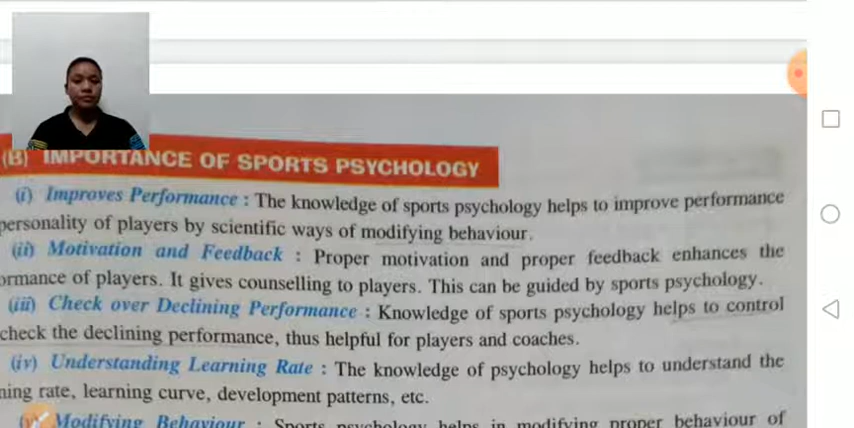 (B) IMPORTANCE OF SPORTS PSYCHOLOGY
(i) Improves Performance : The knowledge of sports psychology helps to improve performance
personality of players by scientific ways of modifying behaviour.
(ii) Motivation and Feedback : Proper motivation and proper feedback enhances the
ormance of players. It gives counselling to players. This can be guided by sports psychology.
(iii) Check over Declining Performance : Knowledge of sports psychology helps to control
check the declining performance, thus helpful for players and coaches.
(iv) Understanding Learning Rate : The knowledge of psychology helps to understand the
ning rate, learning curve, development patterns, etc.
Modifying Behaviour : Sports psychology helps in modifying proper behaviour of